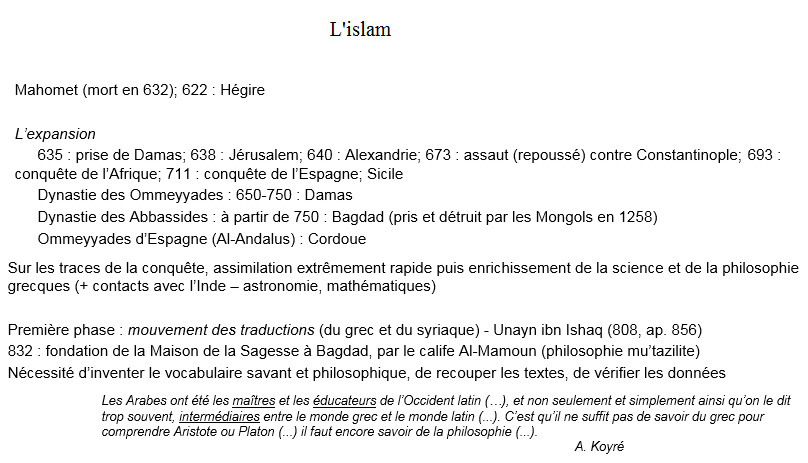 L'islam
Mahomet (mort en 632); 622 : Hégire
L’expansion
635 : prise de Damas; 638 : Jérusalem; 640 : Alexandrie; 673 : assaut (repoussé) contre Constantinople; 693 :
conquête de l’Afrique; 711 : conquête de l’Espagne; Sicile
Dynastie des Ommeyyades : 650-750 : Damas
Dynastie des Abbassides : à partir de 750 : Bagdad (pris et détruit par les Mongols en 1258)
Ommeyyades d’Espagne (Al-Andalus) : Cordoue
Sur les traces de la conquête, assimilation extrêmement rapide puis enrichissement de la science et de la philosophie
grecques (+ contacts avec l’Inde – astronomie, mathématiques)
Première phase : mouvement des traductions (du grec et du syriaque) - Unayn ibn Ishaq (808, ap. 856)
832 : fondation de la Maison de la Sagesse à Bagdad, par le calife Al-Mamoun (philosophie mu’tazilite)
Nécessité d’inventer le vocabulaire savant et philosophique, de recouper les textes, de vérifier les données
Les Arabes ont été les maîtres et les éducateurs de l’Occident latin (…), et non seulement et simplement ainsi qu’on le dit
trop souvent, intermédiaires entre le monde grec et le monde latin (...). C’est qu’il ne suffit pas de savoir du grec pour
comprendre Aristote ou Platon (...) il faut encore savoir de la philosophie (...).
A. Koyré